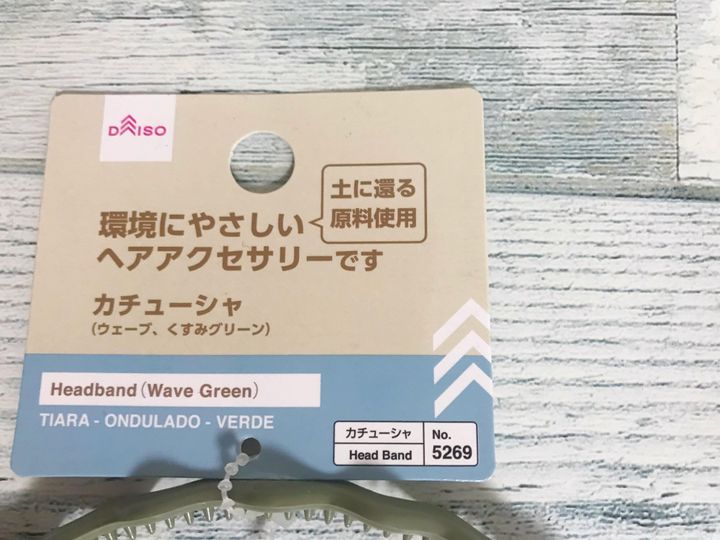 DAISO
土に還る
原料使用
環境にやさしい
ヘアアクセサリーです
カチューシャ
(ウェーブ、くすみグリーン)
Headband(Wave Green)
TIARA - ONDULADO - VERDE
カチューシャ No.
Head Band 5269